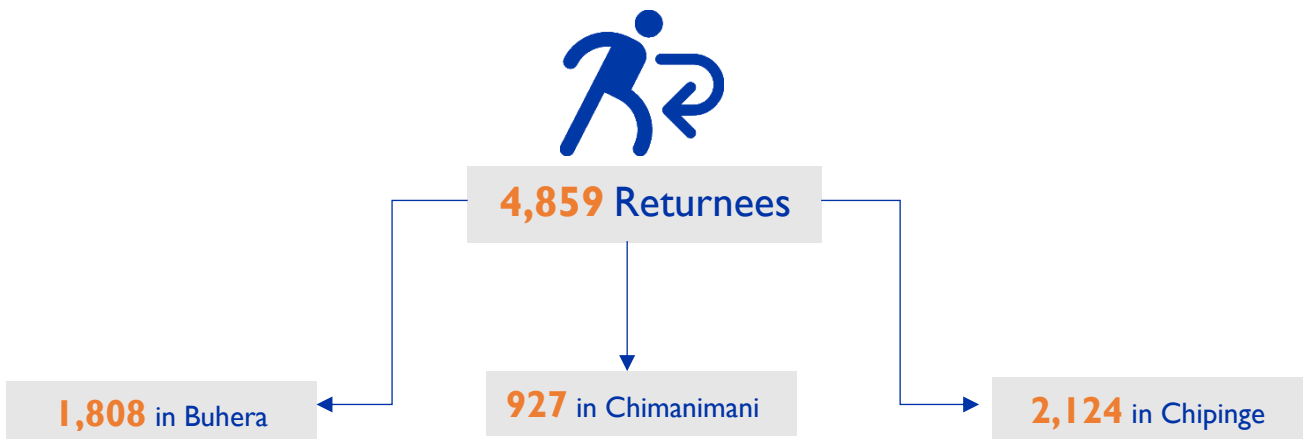 4,859 Returnees
1,808 in Buhera
927 in Chimanimani
2,124 in Chipinge